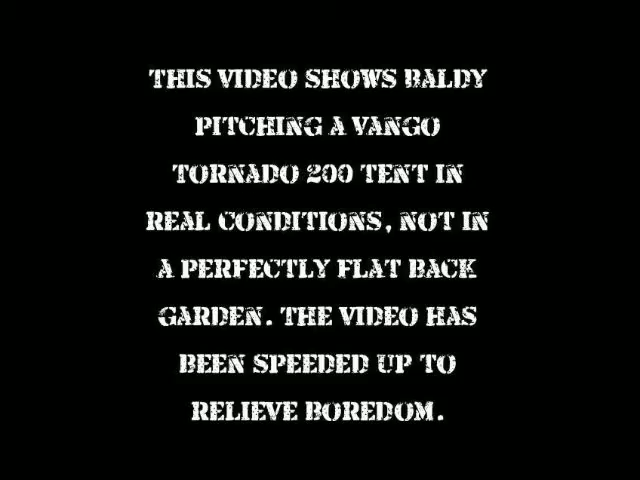 THIS VIDEO SHOWS BALDY
PITCHING A VANGO
TORNADO 200 TENT IN
REAL CONDITIONS, NOT IN
A PERFECTLY FLAT BACK
GARDEN. THE VIDEO HAS
BEEN SPEEDED UP TO
RELIEVE BOREDOM.